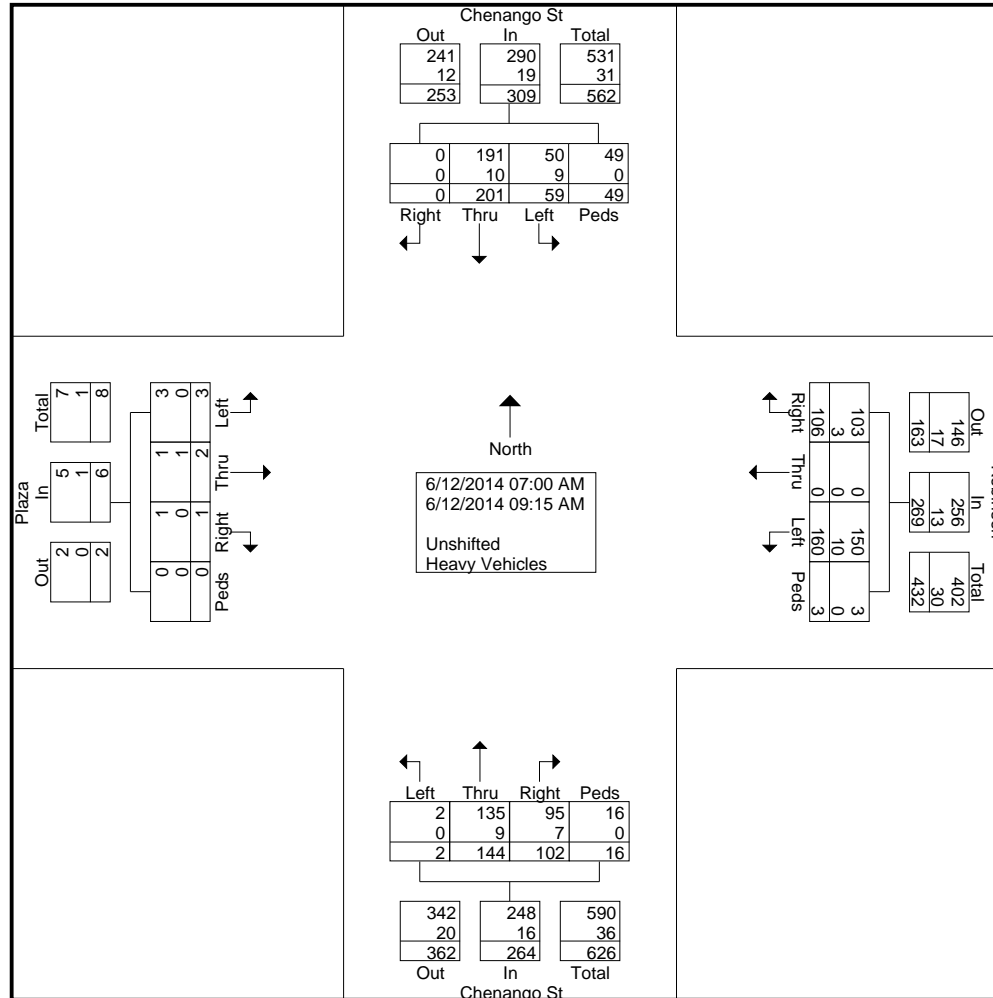 Chenango St
Out In Total
241 290 531
12 19 31
253 309 562
0 191 50 49
0 10 9 0
0 201 59 49
Right Thru Left Peds
Plaza
Total In Out
7 5 2
1 1 0
8 6 2
3 1 1 0
0 1 0 0
3 2 1 0
Left Thru Right Peds
North
6/12/2014 07:00 AM
6/12/2014 09:15 AM
Unshifted
Heavy Vehicles
Right Thru Left Peds
103 0 150 3
3 0 10 0
106 0 160 3
Out In Total
146 256 402
17 13 30
163 269 432
Left Thru Right Peds
2 135 95 16
0 9 7 0
2 144 102 16
342 248 590
20 16 36
362 264 626
Out In Total
Chenango St